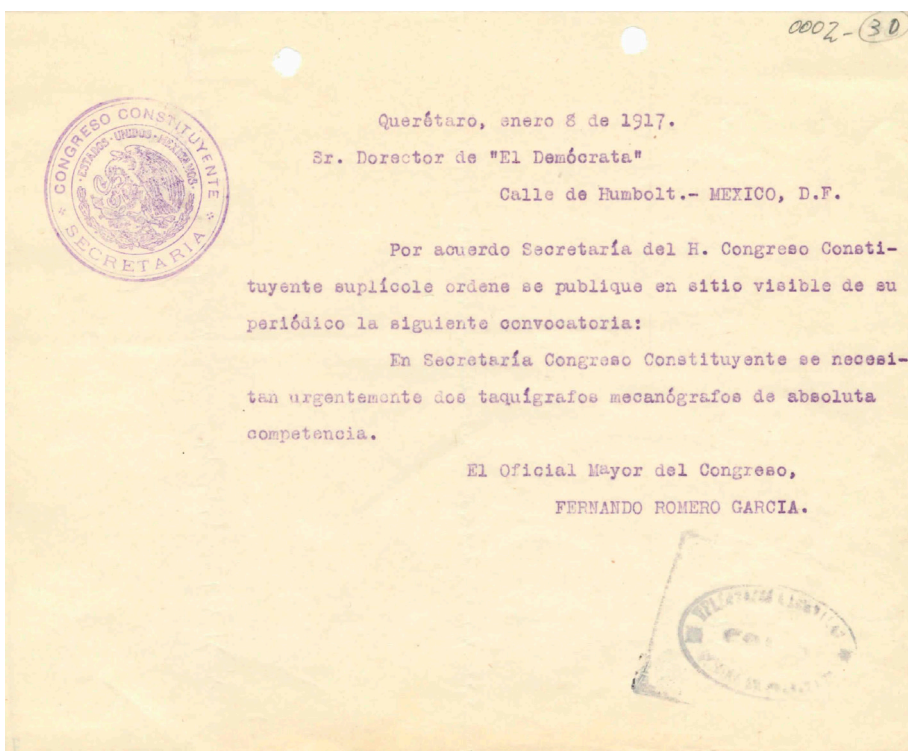 0002-30
CONGRESO CONSTITUYENTE
ESTADOS·UNIDOS·MEXICANOS
SECRETARIA
Querétaro, enero 8 de 1917.
Sr. Dorector de "El Demócrata"
Calle de Humbolt.- MEXICO, D.F.
Por acuerdo Secretaría del H. Congreso Consti-
tuyente suplícole ordene se publique en sitio visible de su
periódico la siguiente convocatoria:
En Secretaría Congreso Constituyente se necesi-
tan urgentemente dos taquígrafos mecanógrafos de absoluta
competencia.
El Oficial Mayor del Congreso,
FERNANDO ROMERO GARCIA.